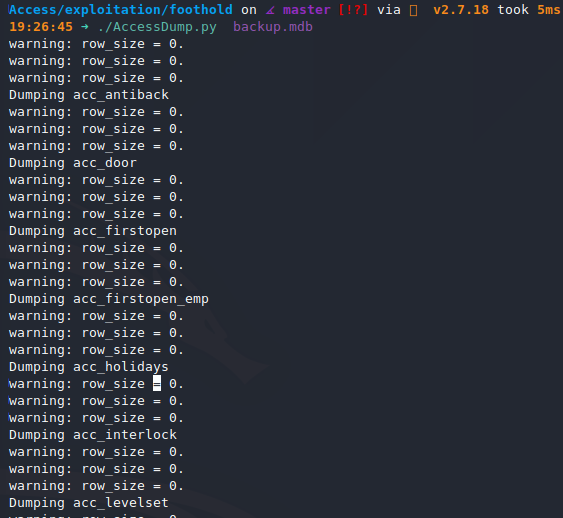 Access/exploitation/foothold on master [!?] via v2.7.18 took 5ms
19:26:45 → ./AccessDump.py backup.mdb
warning: row_size = 0.
warning: row_size = 0.
warning: row_size = 0.
Dumping acc_antiback
warning: row_size = 0.
warning: row_size = 0.
warning: row_size = 0.
Dumping acc_door
warning: row_size = 0.
warning: row_size = 0.
warning: row_size = 0.
Dumping acc_firstopen
warning: row_size = 0.
warning: row_size = 0.
warning: row_size = 0.
Dumping acc_firstopen_emp
warning: row_size = 0.
warning: row_size = 0.
warning: row_size = 0.
Dumping acc_holidays
warning: row_size = 0.
warning: row_size = 0.
warning: row_size = 0.
Dumping acc_interlock
warning: row_size = 0.
warning: row_size = 0.
warning: row_size = 0.
Dumping acc_levelset
warning: row_size = 0.